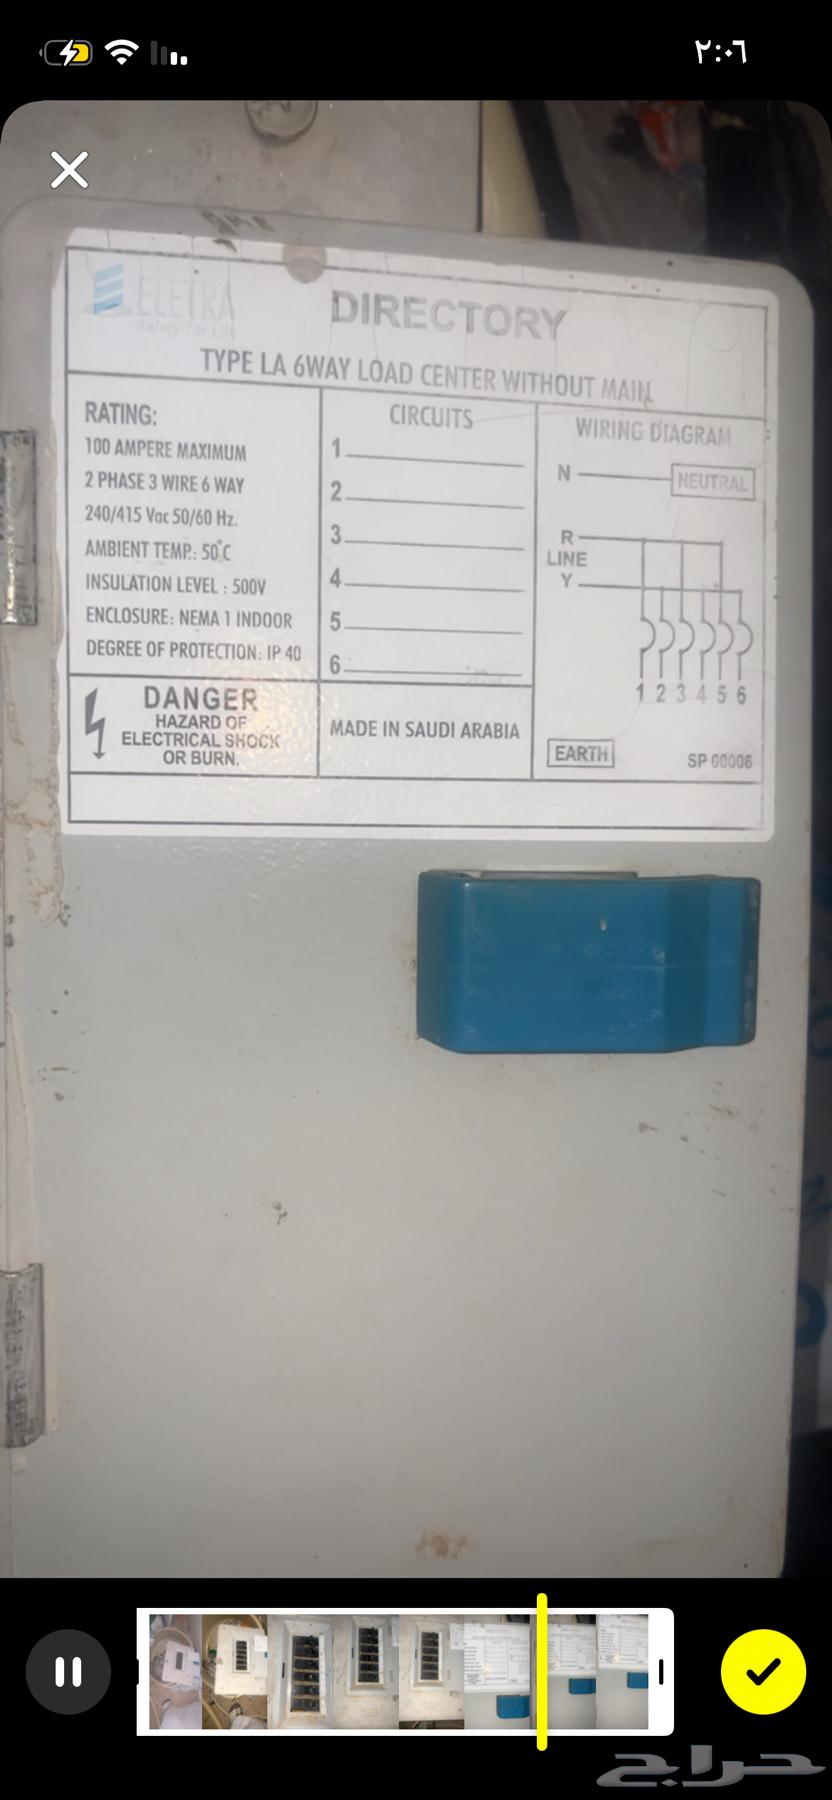 ٢:٠٦
ELETRA
Safety For Life
DIRECTORY
TYPE LA 6WAY LOAD CENTER WITHOUT MAIN
RATING:
100 AMPERE MAXIMUM
2 PHASE 3 WIRE 6 WAY
240/415 Vac 50/60 Hz.
AMBIENT TEMP.: 50°C
INSULATION LEVEL : 500V
ENCLOSURE: NEMA 1 INDOOR
DEGREE OF PROTECTION: IP 40
CIRCUITS
1
2
3
4
5
6
WIRING DIAGRAM
N NEUTRAL
R
LINE
Y
1 2 3 4 5 6
DANGER
HAZARD OF
ELECTRICAL SHOCK
OR BURN.
MADE IN SAUDI ARABIA
EARTH
SP 00006
حراج